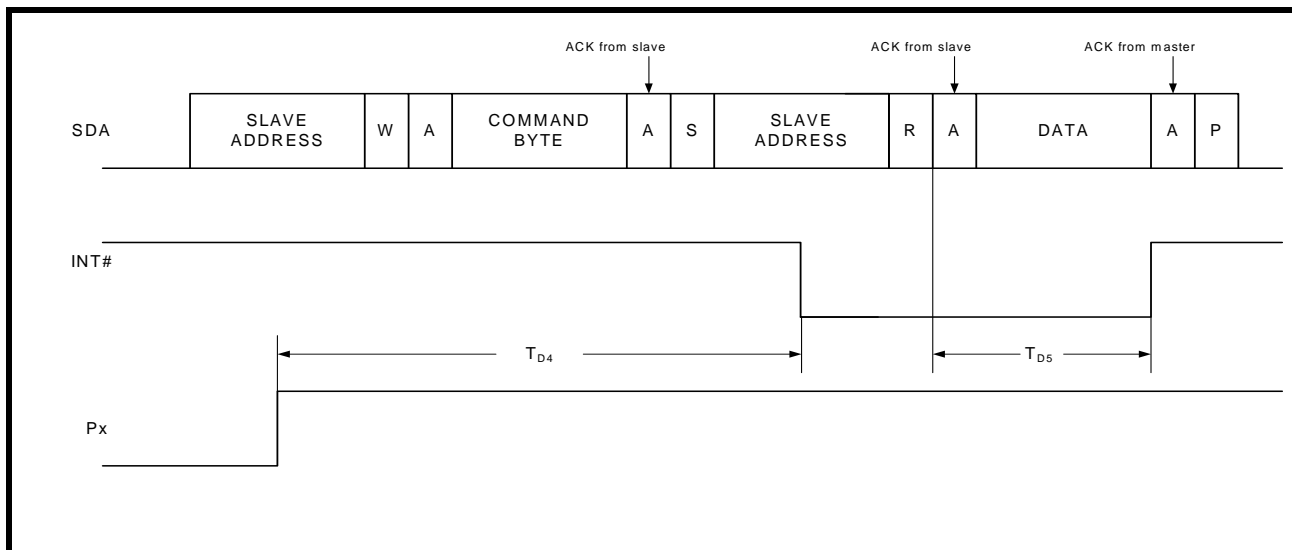 ACK from slave
ACK from slave
ACK from master
SDA
SLAVE
ADDRESS
W
A
COMMAND
BYTE
A
S
SLAVE
ADDRESS
R
A
DATA
A
P
INT#
TD4
TD5
Px